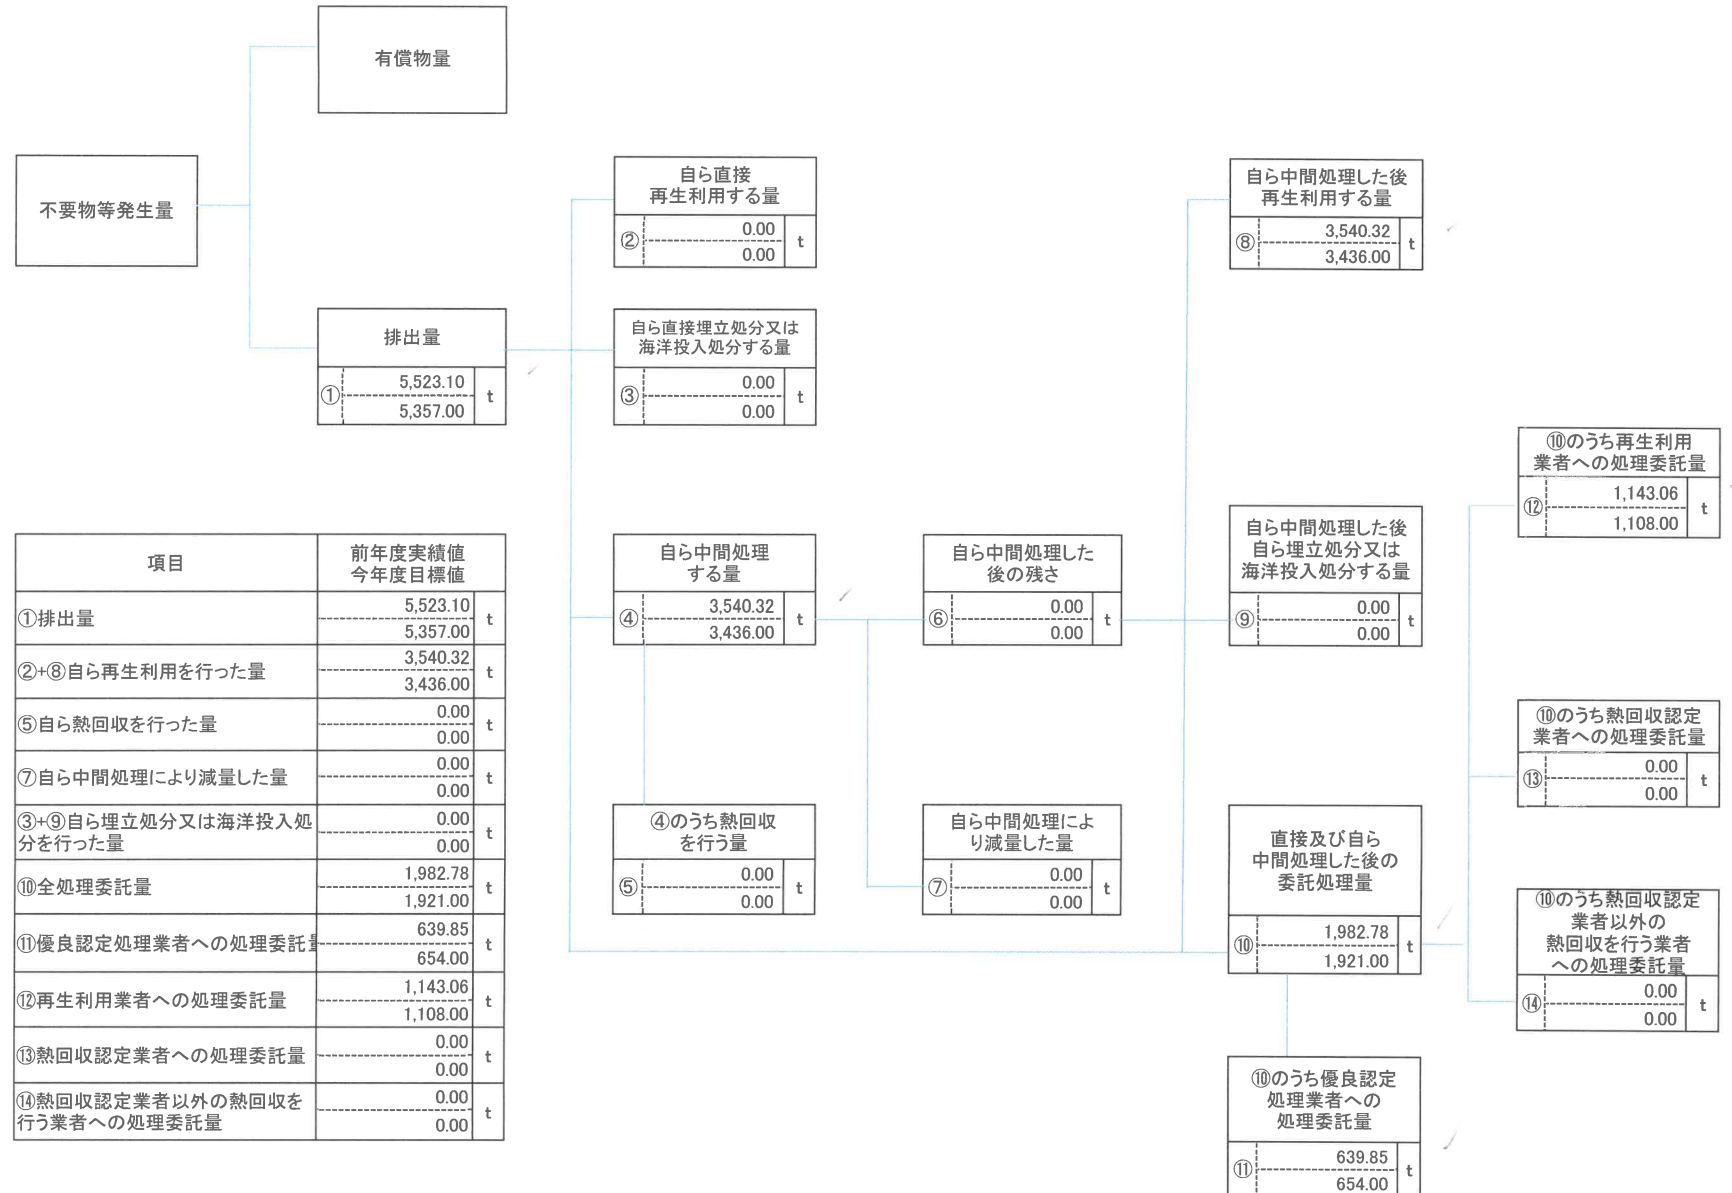 有償物量
不要物等発生量
排出量
①
5,523.10
5,357.00
t
自ら直接
再生利用する量
②
0.00
0.00
t
自ら直接埋立処分又は
海洋投入処分する量
③
0.00
0.00
t
自ら中間処理
する量
④
3,540.32
3,436.00
t
④のうち熱回収
を行う量
⑤
0.00
0.00
t
自ら中間処理した
後の残さ
⑥
0.00
0.00
t
自ら中間処理によ
り減量した量
⑦
0.00
0.00
t
自ら中間処理した後
再生利用する量
⑧
3,540.32
3,436.00
t
自ら中間処理した後
自ら埋立処分又は
海洋投入処分する量
⑨
0.00
0.00
t
直接及び自ら
中間処理した後の
委託処理量
⑩
1,982.78
1,921.00
t
⑩のうち優良認定
処理業者への
処理委託量
⑪
639.85
654.00
t
⑩のうち再生利用
業者への処理委託量
⑫
1,143.06
1,108.00
t
⑩のうち熱回収認定
業者への処理委託量
⑬
0.00
0.00
t
⑩のうち熱回収認定
業者以外の
熱回収を行う業者
への処理委託量
⑭
0.00
0.00
t
項目
前年度実績値
今年度目標値
①排出量
5,523.10
5,357.00
t
②+⑧自ら再生利用を行った量
3,540.32
3,436.00
t
⑤自ら熱回収を行った量
0.00
0.00
t
⑦自ら中間処理により減量した量
0.00
0.00
t
③+⑨自ら埋立処分又は海洋投入処
分を行った量
0.00
0.00
t
⑩全処理委託量
1,982.78
1,921.00
t
⑪優良認定処理業者への処理委託
639.85
654.00
t
⑫再生利用業者への処理委託量
1,143.06
1,108.00
t
⑬熱回収認定業者への処理委託量
0.00
0.00
t
⑭熱回収認定業者以外の熱回収を
行う業者への処理委託量
0.00
0.00
t